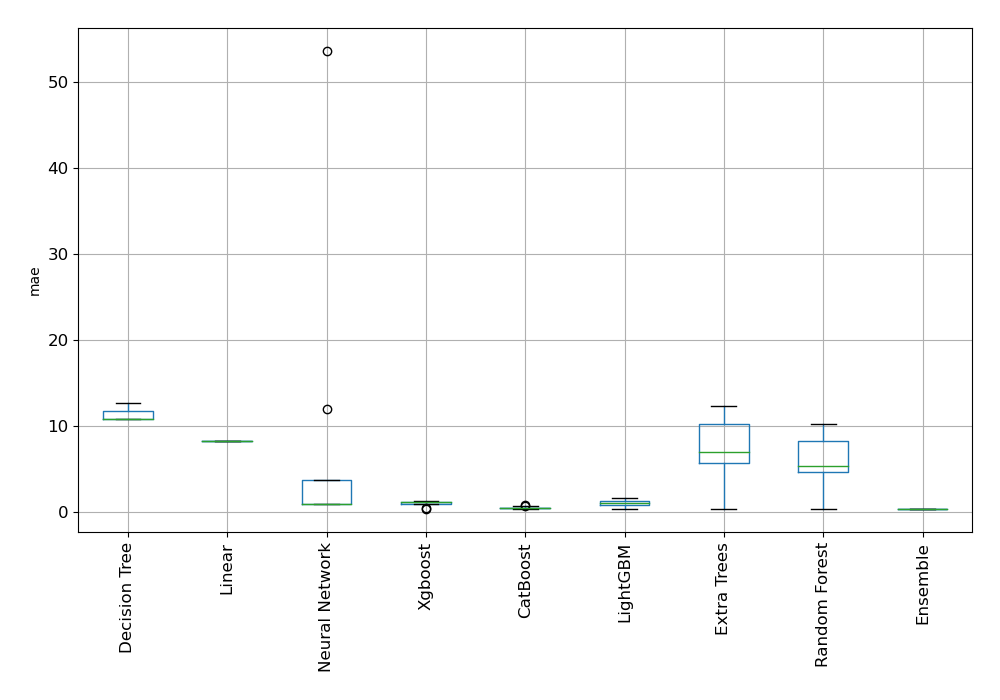 50
40
30
20
10
0
mae
Decision Tree
Linear
Neural Network
Xgboost
CatBoost
LightGBM
Extra Trees
Random Forest
Ensemble